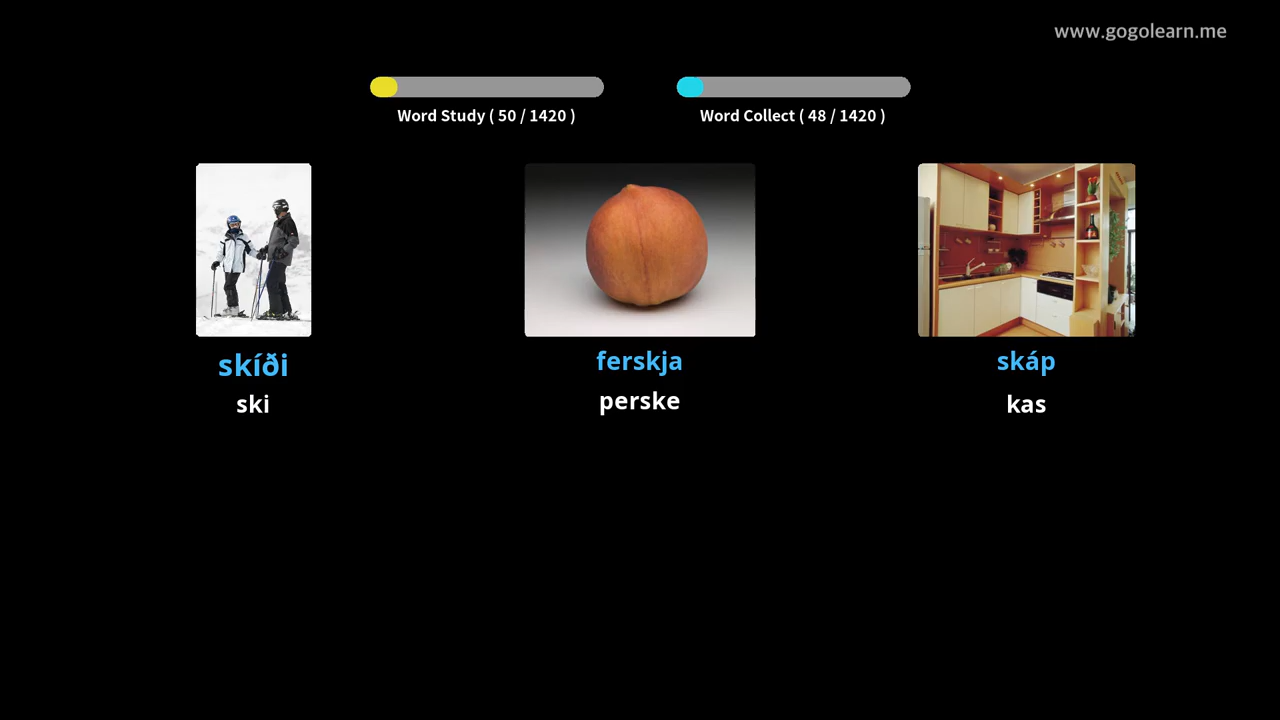 www.gogolearn.me
Word Study ( 50 / 1420 )
Word Collect ( 48 / 1420 )
skíði
ski
ferskja
perske
skáp
kas